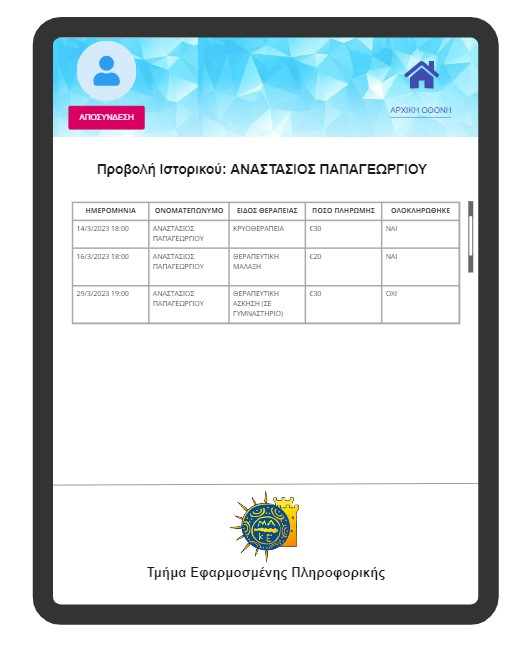 ΑΠΟΣΥΝΔΕΣΗ
ΑΡΧΙΚΗ ΟΘΟΝΗ
Προβολή Ιστορικού: ΑΝΑΣΤΑΣΙΟΣ ΠΑΠΑΓΕΩΡΓΙΟΥ
ΗΜΕΡΟΜΗΝΙΑ ΟΝΟΜΑΤΕΠΩΝΥΜΟ ΕΙΔΟΣ ΘΕΡΑΠΕΙΑΣ ΠΟΣΟ ΠΛΗΡΩΜΗΣ ΟΛΟΚΛΗΡΩΘΗΚΕ
14/3/2023 18:00 ΑΝΑΣΤΑΣΙΟΣ ΚΡΥΟΘΕΡΑΠΕΙΑ €30 ΝΑΙ
ΠΑΠΑΓΕΩΡΓΙΟΥ
16/3/2023 18:00 ΑΝΑΣΤΑΣΙΟΣ ΘΕΡΑΠΕΥΤΙΚΗ €20 ΝΑΙ
ΠΑΠΑΓΕΩΡΓΙΟΥ ΜΑΛΑΞΗ
29/3/2023 19:00 ΑΝΑΣΤΑΣΙΟΣ ΘΕΡΑΠΕΥΤΙΚΗ €30 ΟΧΙ
ΠΑΠΑΓΕΩΡΓΙΟΥ ΑΣΚΗΣΗ (ΣΕ
ΓΥΜΝΑΣΤΗΡΙΟ)
ΜΑ
ΚΕ
Τμήμα Εφαρμοσμένης Πληροφορικής